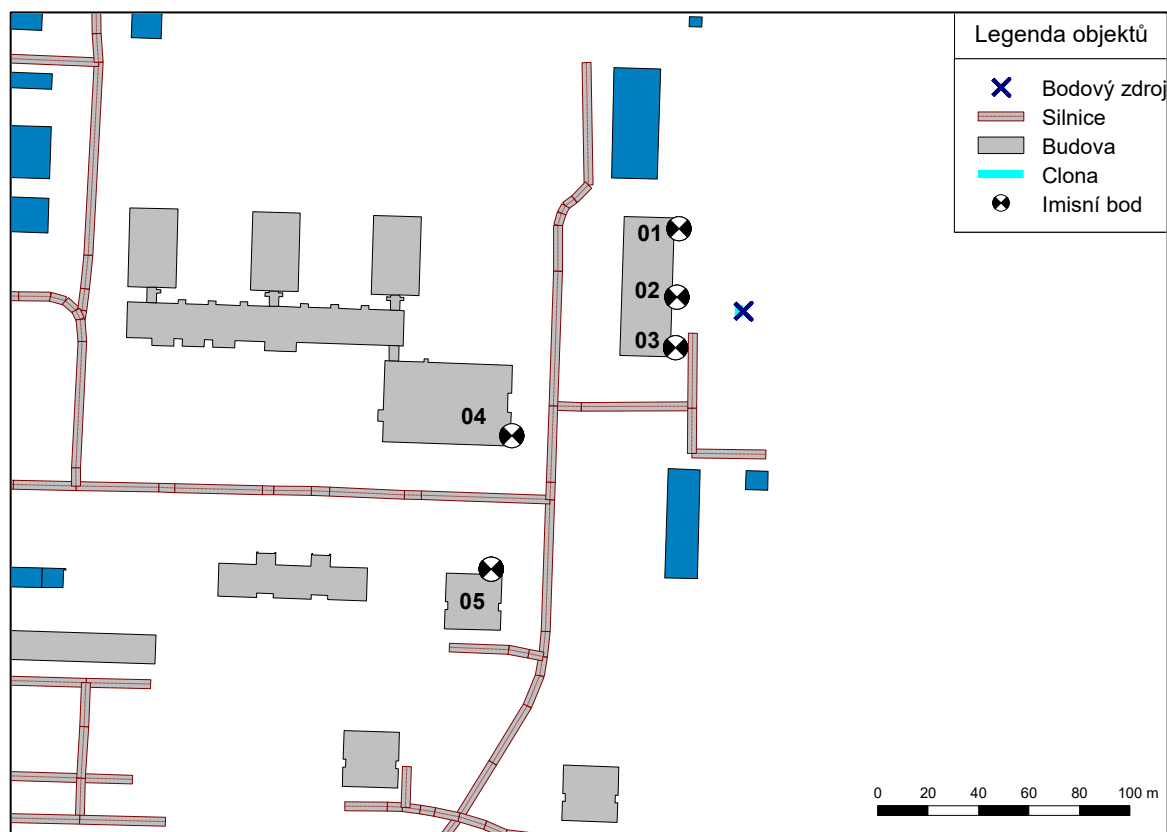 Legenda objektů
Bodový zdroj
Silnice
Budova
Clona
Imisní bod
01
02
03
04
05
0 20 40 60 80 100 m